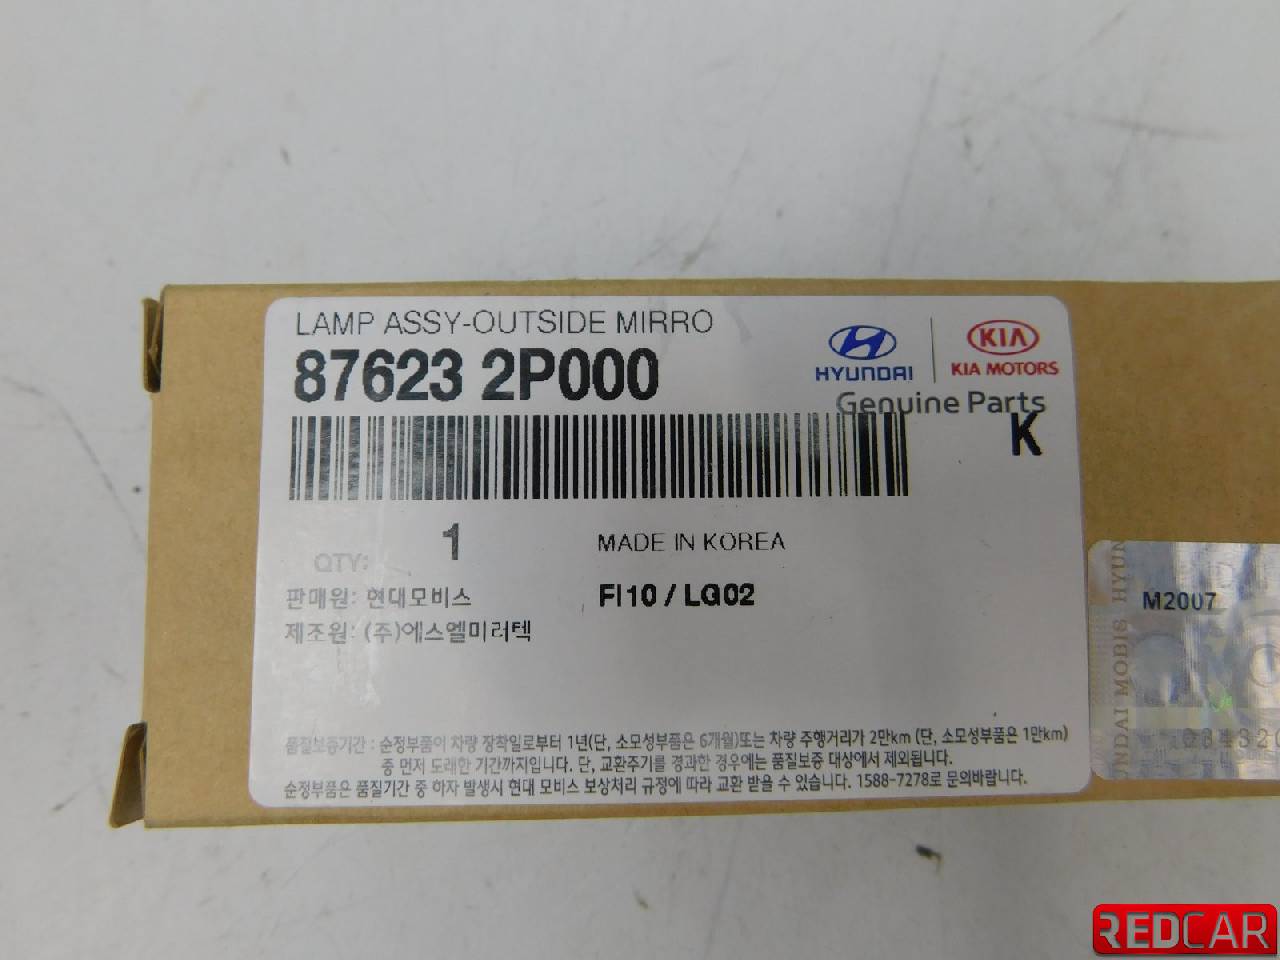 LAMP ASSY-OUTSIDE MIRRO
87623 2P000
HYUNDAI
KIA
KIA MOTORS
Genuine Parts
K
QTY: 1
MADE IN KOREA
판매원: 현대모비스
FI10 / LG02
제조원: (주)에스엘미러텍
품질보증기간 : 순정부품이 차량 장착일로부터 1년(단, 소모성부품은 6개월)또는 차량 주행거리가 2만km (단, 소모성부품은 1만km)
중 먼저 도래한 기간까지입니다. 단, 교환주기를 경과한 경우에는 품질보증 대상에서 제외됩니다.
순정부품은 품질기간 중 하자 발생시 현대 모비스 보상처리 규정에 따라 교환 받을 수 있습니다. 1588-7278로 문의바랍니다.
M2007
HYUN
UNDAI MOBIS
REDCAR